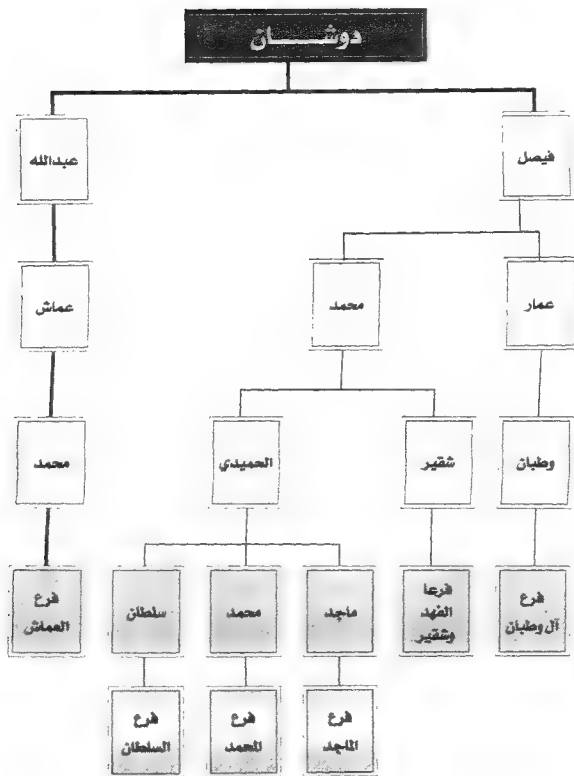 دوشـــــان
فيصل
عبدالله
عمار
محمد
عماش
وطبان
شقير
الحميدي
محمد
فرع
آل وطبان
فرعا
الفهد
وشقير
ماجد
محمد
سلطان
فرع
العماش
فرع
الماجد
فرع
المحمد
فرع
السلطان